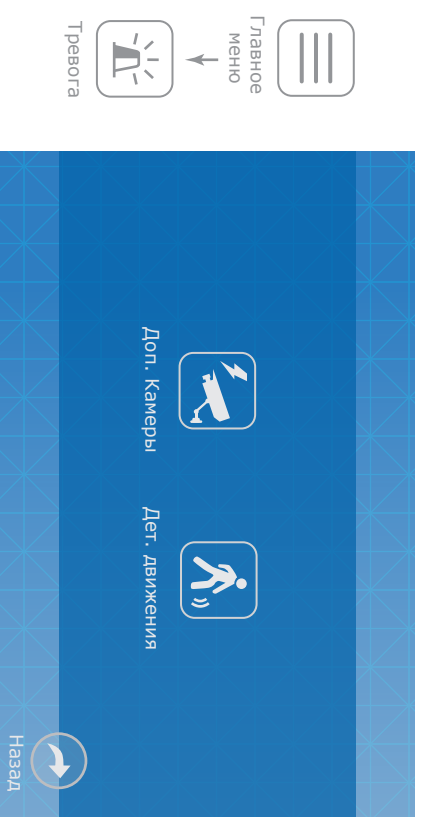 Главное
меню
Тревога
Доп. Камеры
Дет. движения
Назад